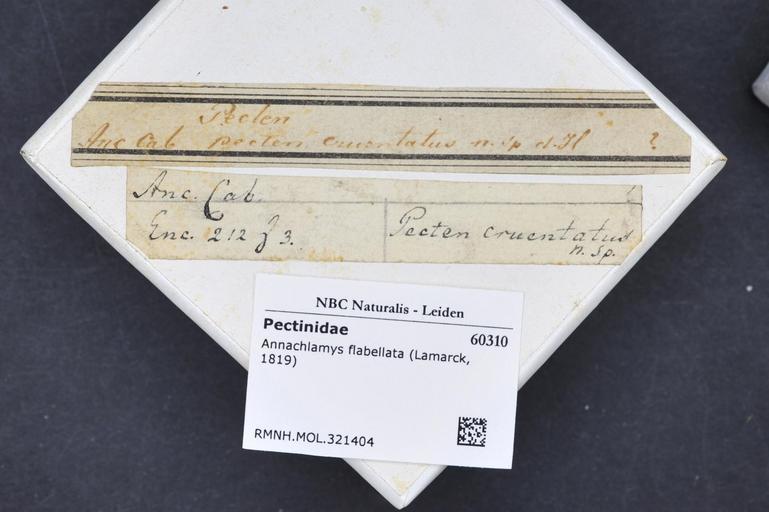 Pecten
Anc Cab pecten cruentatus n. sp d. H ?
Anc. Cab.
Enc. 212 f 3. Pecten cruentatus
n. sp.
NBC Naturalis - Leiden
Pectinidae 60310
Annachlamys flabellata (Lamarck,
1819)
RMNH.MOL.321404